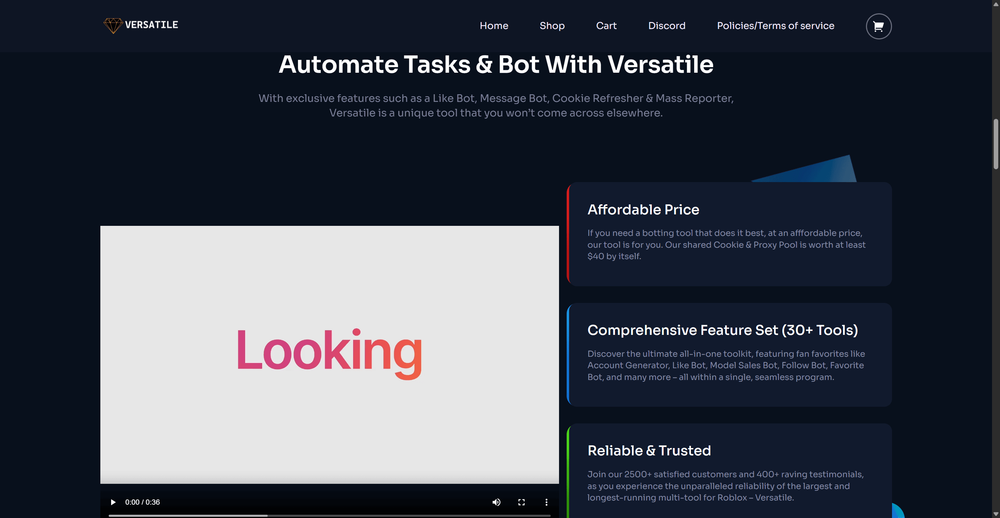 VERSATILE
Home Shop Cart Discord Policies/Terms of service
Automate Tasks & Bot With Versatile
With exclusive features such as a Like Bot, Message Bot, Cookie Refresher & Mass Reporter,
Versatile is a unique tool that you won't come across elsewhere.
Looking
0:00 / 0:36
Affordable Price
If you need a botting tool that does it best, at an afffordable price,
our tool is for you. Our shared Cookie & Proxy Pool is worth at least
$40 by itself.
Comprehensive Feature Set (30+ Tools)
Discover the ultimate all-in-one toolkit, featuring fan favorites like
Account Generator, Like Bot, Model Sales Bot, Follow Bot, Favorite
Bot, and many more – all within a single, seamless program.
Reliable & Trusted
Join our 2500+ satisfied customers and 400+ raving testimonials,
as you experience the unparalleled reliability of the largest and
longest-running multi-tool for Roblox – Versatile.